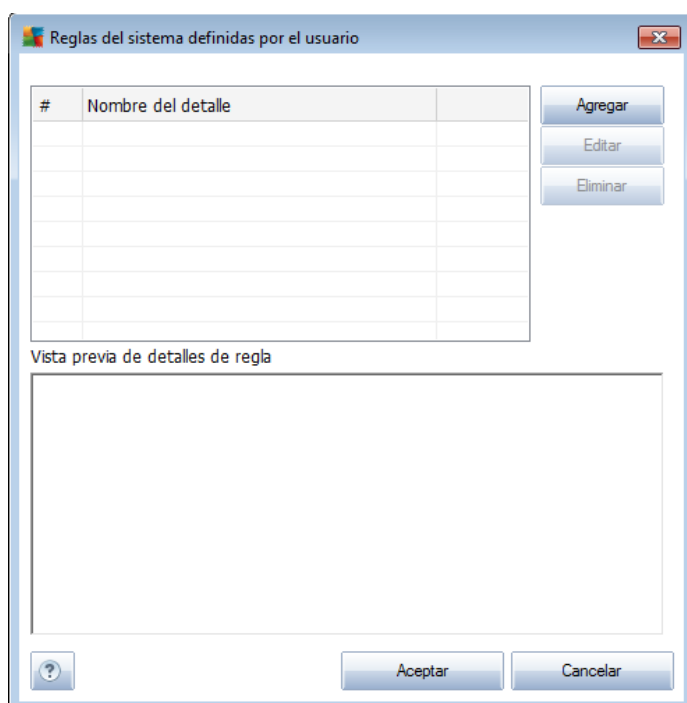 Reglas del sistema definidas por el usuario
# Nombre del detalle
Agregar
Editar
Eliminar
Vista previa de detalles de regla
?
Aceptar
Cancelar